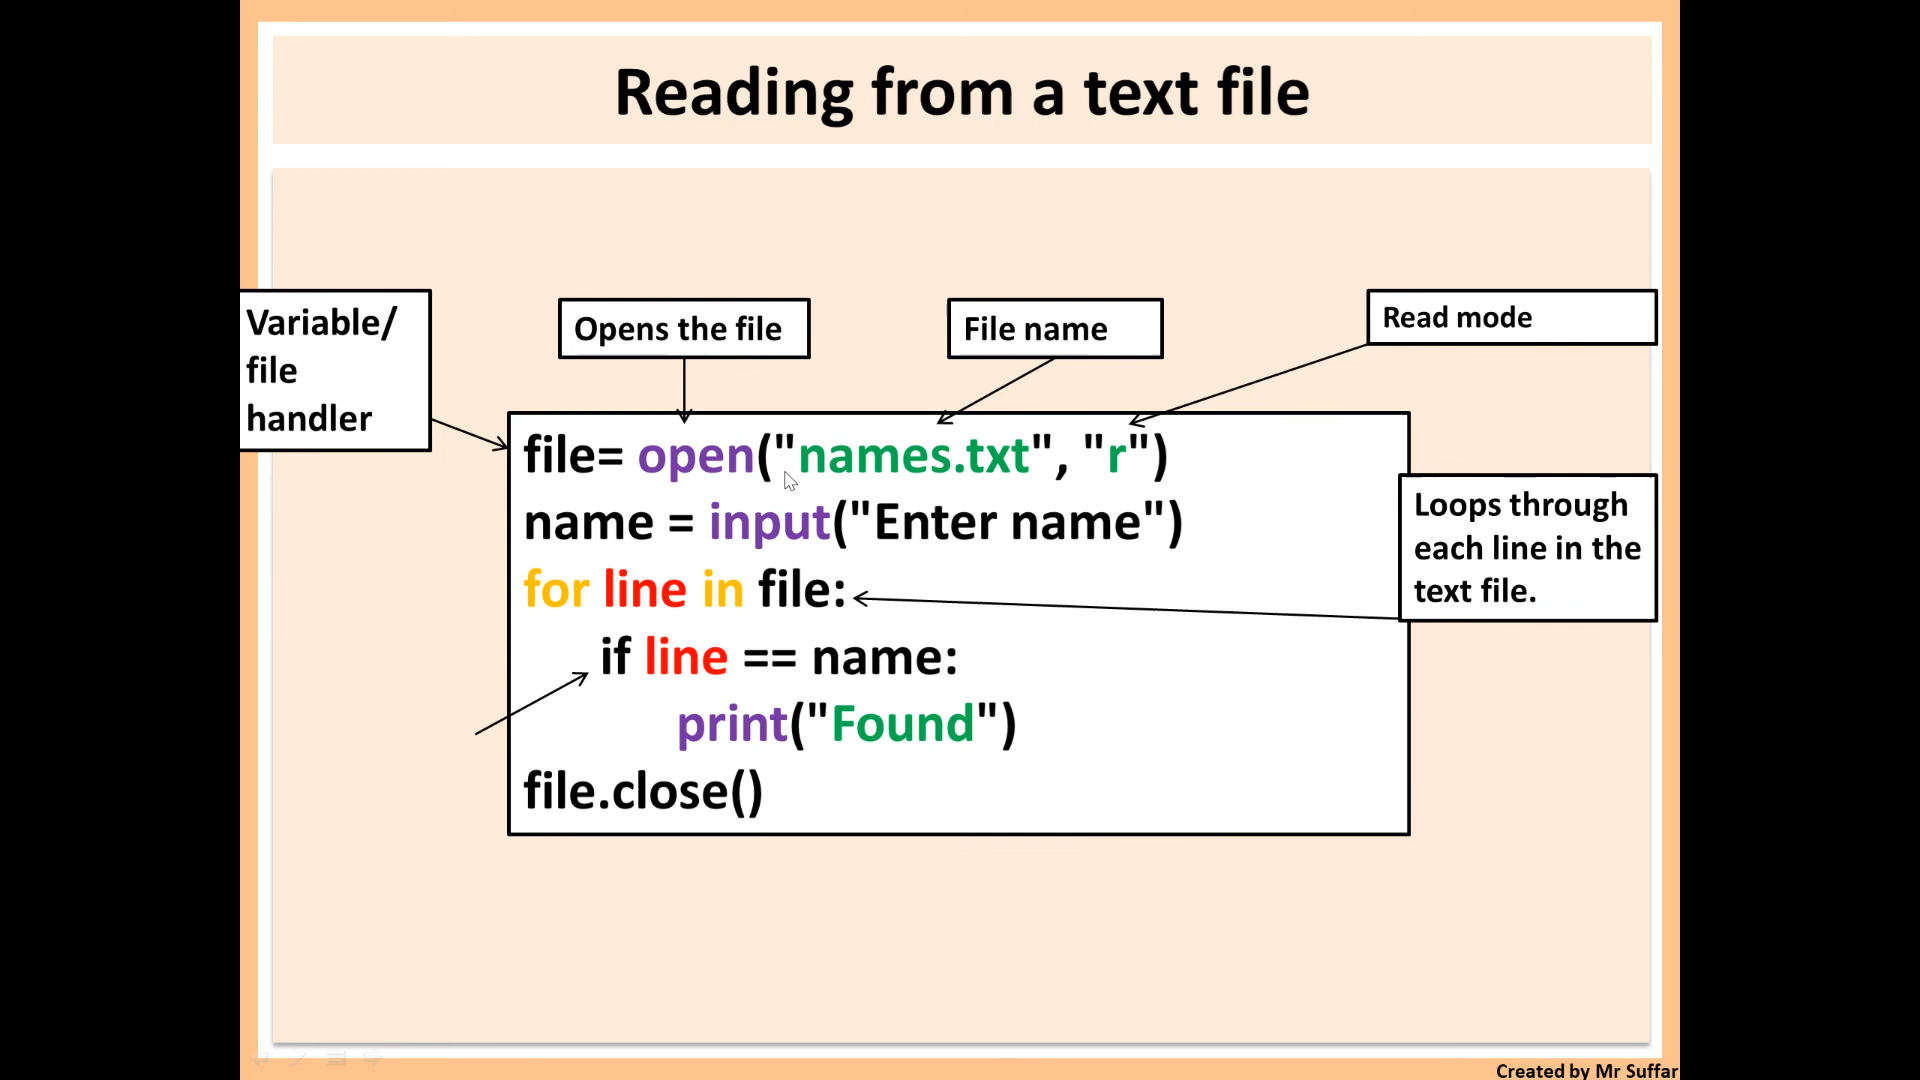 Reading from a text file
Variable/
file
handler
Opens the file
File name
Read mode
file= open("names.txt", "r")
name = input("Enter name")
for line in file:
if line == name:
print("Found")
file.close()
Loops through
each line in the
text file.
Created by Mr Suffar